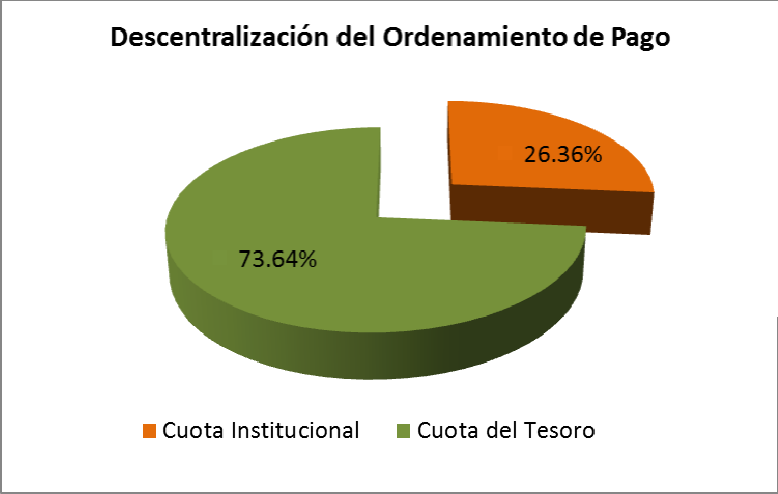 Descentralización del Ordenamiento de Pago
26.36%
73.64%
Cuota Institucional Cuota del Tesoro